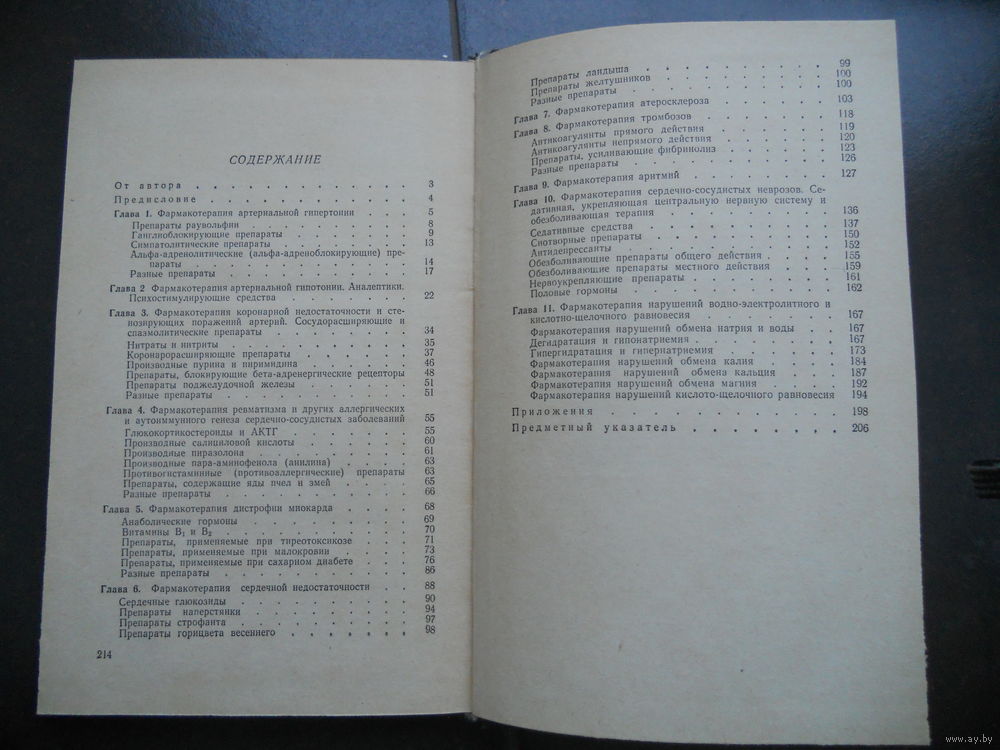 СОДЕРЖАНИЕ
От автора . . . . . . . . . . . . 3
Предисловие . . . . . . . . . . . 4
Глава 1. Фармакотерапия артериальной гипертонии . . . 5
Препараты раувольфии . . . . . . . . . 8
Ганглиоблокирующие препараты . . . . . . . 9
Симпатолитические препараты . . . . . . . 13
Альфа-адренолитические (альфа-адреноблокирующие) пре-
параты . . . . . . . . . . . . 14
Разные препараты . . . . . . . . . . 17
Глава 2 Фармакотерапия артериальной гипотонии. Аналептики.
Психостимулирующие средства . . . . . . . 22
Глава 3. Фармакотерапия коронарной недостаточности и сте-
нозирующих поражений артерий. Сосудорасширяющие и
спазмолитические препараты . . . . . . . 34
Нитраты и нитриты . . . . . . . . . . 35
Коронарорасширяющие препараты . . . . . . 37
Производные пурина и пиримидина . . . . . . 46
Препараты, блокирующие бета-адренергические рецепторы 48
Препараты поджелудочной железы . . . . . . 51
Разные препараты . . . . . . . . . . 51
Глава 4. Фармакотерапия ревматизма и других аллергических
и аутоиммунного генеза сердечно-сосудистых заболеваний 55
Глюкокортикостероиды и АКТГ . . . . . . . 55
Производные салициловой кислоты . . . . . . 60
Производные пиразолона . . . . . . . . 61
Производные пара-аминофенола (анилина) . . . . 63
Противогистаминные (противоаллергические) препараты 63
Препараты, содержащие яды пчел и змей . . . . 65
Разные препараты . . . . . . . . . . 66
Глава 5. Фармакотерапия дистрофии миокарда . . . . 68
Анаболические гормоны . . . . . . . . 69
Витамины B₁ и B₂ . . . . . . . . . . 70
Препараты, применяемые при тиреотоксикозе . . . 71
Препараты, применяемые при малокровии . . . . 73
Препараты, применяемые при сахарном диабете . . . 76
Разные препараты . . . . . . . . . . 86
Глава 6. Фармакотерапия сердечной недостаточности . . 88
Сердечные глюкозиды . . . . . . . . . 90
Препараты наперстянки . . . . . . . . . 94
Препараты строфанта . . . . . . . . . 97
Препараты горицвета весеннего . . . . . . . 98
214
Препараты ландыша . . . . . . . . . 99
Препараты желтушников . . . . . . . . 100
Разные препараты . . . . . . . . . . 100
Глава 7. Фармакотерапия атеросклероза . . . . . . 103
Глава 8. Фармакотерапия тромбозов . . . . . . . 118
Антикоагулянты прямого действия . . . . . . 119
Антикоагулянты непрямого действия . . . . . 120
Препараты, усиливающие фибринолиз . . . . . 123
Разные препараты . . . . . . . . . . 126
Глава 9. Фармакотерапия аритмий . . . . . . . 127
Глава 10. Фармакотерапия сердечно-сосудистых неврозов. Се-
дативная, укрепляющая центральную нервную систему и
обезболивающая терапия . . . . . . . . 136
Седативные средства . . . . . . . . . 137
Снотворные препараты . . . . . . . . . 150
Антидепрессанты . . . . . . . . . . 152
Обезболивающие препараты общего действия . . . 155
Обезболивающие препараты местного действия . . . 159
Нервоукрепляющие препараты . . . . . . . 161
Половые гормоны . . . . . . . . . . 162
Глава 11. Фармакотерапия нарушений водно-электролитного и
кислотно-щелочного равновесия . . . . . . . 167
Фармакотерапия нарушений обмена натрия и воды . . 167
Дегидратация и гипонатриемия . . . . . . . 167
Гипергидратация и гипернатриемия . . . . . . 173
Фармакотерапия нарушений обмена калия . . . . 184
Фармакотерапия нарушений обмена кальция . . . 187
Фармакотерапия нарушений обмена магния . . . . 192
Фармакотерапия нарушений кислото-щелочного равновесия 194
Приложения . . . . . . . . . . . 198
Предметный указатель . . . . . . . . 206
www.ay.by